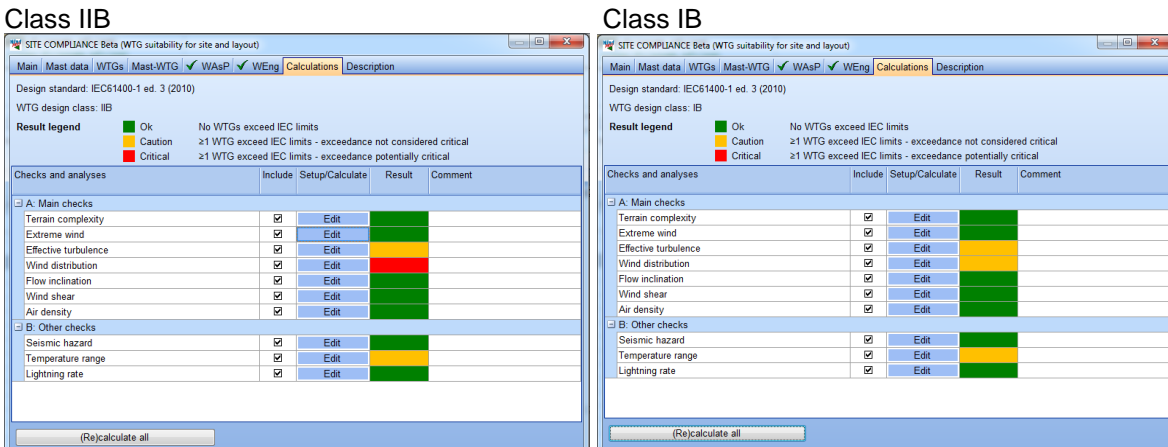 Class IIB
SITE COMPLIANCE Beta (WTG suitability for site and layout)
Main Mast data WTGs Mast-WTG WAsP WEng Calculations Description
Design standard: IEC61400-1 ed. 3 (2010)
WTG design class: IIB
Result legend Ok No WTGs exceed IEC limits
Caution ≥1 WTG exceed IEC limits - exceedance not considered critical
Critical ≥1 WTG exceed IEC limits - exceedance potentially critical
Checks and analyses Include Setup/Calculate Result Comment
A: Main checks
Terrain complexity Edit
Extreme wind Edit
Effective turbulence Edit
Wind distribution Edit
Flow inclination Edit
Wind shear Edit
Air density Edit
B: Other checks
Seismic hazard Edit
Temperature range Edit
Lightning rate Edit
(Re)calculate all
Class IB
SITE COMPLIANCE Beta (WTG suitability for site and layout)
Main Mast data WTGs Mast-WTG WAsP WEng Calculations Description
Design standard: IEC61400-1 ed. 3 (2010)
WTG design class: IB
Result legend Ok No WTGs exceed IEC limits
Caution ≥1 WTG exceed IEC limits - exceedance not considered critical
Critical ≥1 WTG exceed IEC limits - exceedance potentially critical
Checks and analyses Include Setup/Calculate Result Comment
A: Main checks
Terrain complexity Edit
Extreme wind Edit
Effective turbulence Edit
Wind distribution Edit
Flow inclination Edit
Wind shear Edit
Air density Edit
B: Other checks
Seismic hazard Edit
Temperature range Edit
Lightning rate Edit
(Re)calculate all